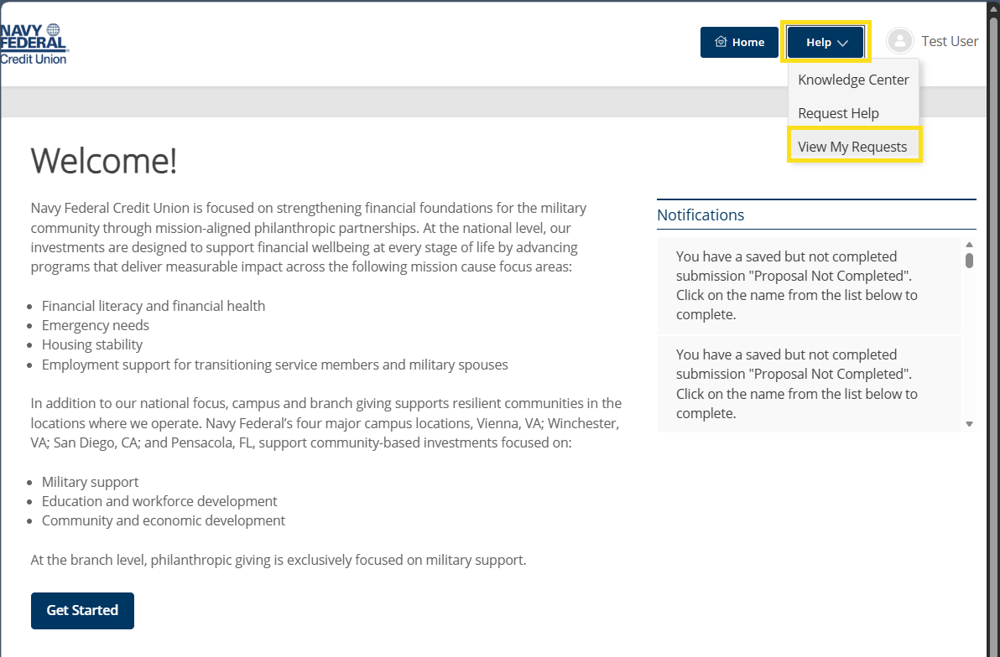 NAVY
FEDERAL
Credit Union
Home
Help
Test User
Knowledge Center
Request Help
View My Requests
Welcome!
Navy Federal Credit Union is focused on strengthening financial foundations for the military
community through mission-aligned philanthropic partnerships. At the national level, our
investments are designed to support financial wellbeing at every stage of life by advancing
programs that deliver measurable impact across the following mission cause focus areas:
• Financial literacy and financial health
• Emergency needs
• Housing stability
• Employment support for transitioning service members and military spouses
In addition to our national focus, campus and branch giving supports resilient communities in the
locations where we operate. Navy Federal’s four major campus locations, Vienna, VA; Winchester,
VA; San Diego, CA; and Pensacola, FL, support community-based investments focused on:
• Military support
• Education and workforce development
• Community and economic development
At the branch level, philanthropic giving is exclusively focused on military support.
Get Started
Notifications
You have a saved but not completed
submission "Proposal Not Completed".
Click on the name from the list below to
complete.
You have a saved but not completed
submission "Proposal Not Completed".
Click on the name from the list below to
complete.